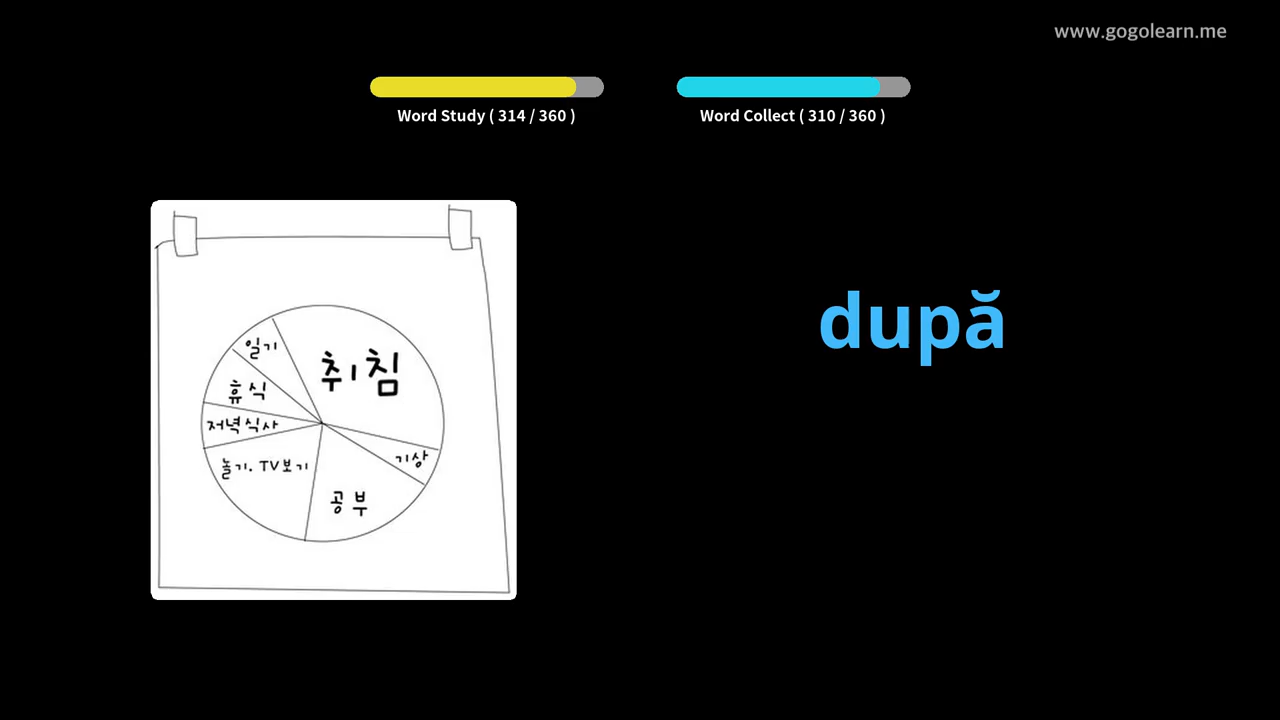 www.gogolearn.me
Word Study ( 314 / 360 )
Word Collect ( 310 / 360 )
일기
취침
휴식
저녁식사
놀기. TV보기
기상
공부
după